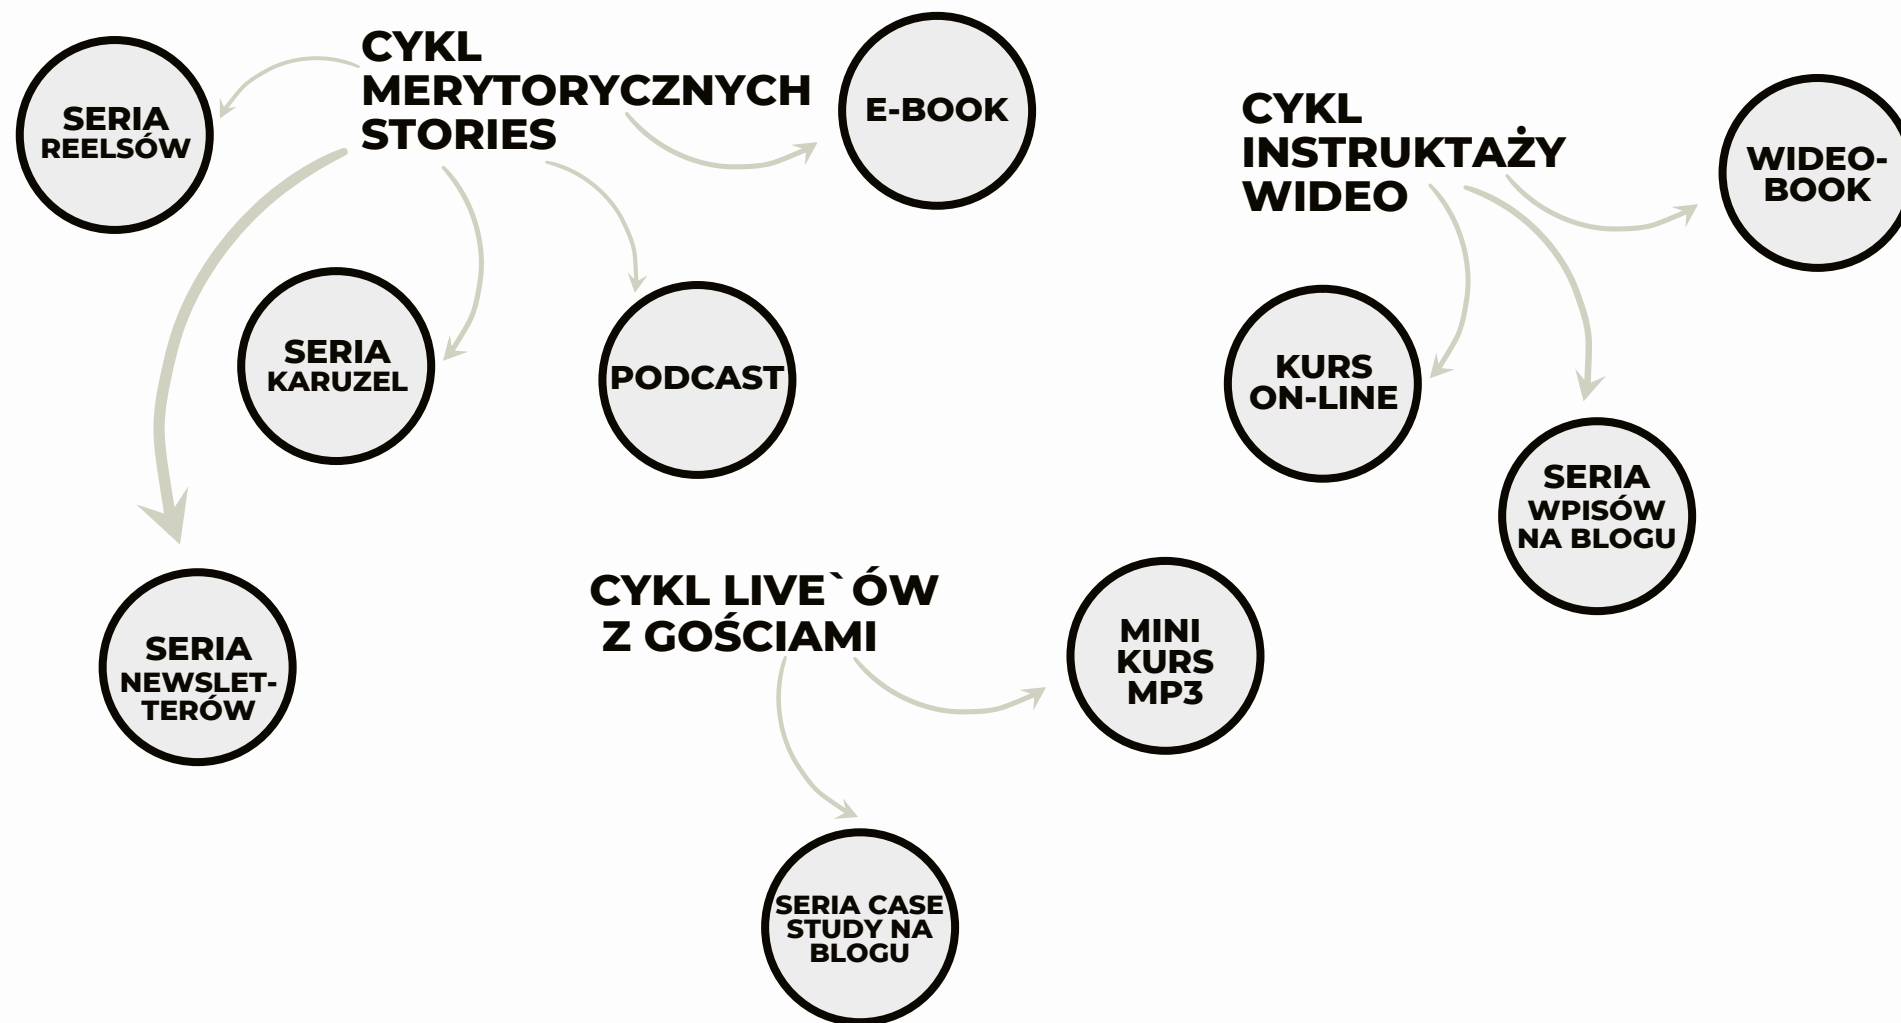 CYKL
MERYTORYCZNYCH
STORIES
SERIA
REELSÓW
E-BOOK
SERIA
KARUZEL
PODCAST
SERIA
NEWSLET-
TERÓW
CYKL
INSTRUKTAŻY
WIDEO
WIDEO-
BOOK
KURS
ON-LINE
SERIA
WPISÓW
NA BLOGU
CYKL LIVE`ÓW
Z GOŚCIAMI
MINI
KURS
MP3
SERIA CASE
STUDY NA
BLOGU